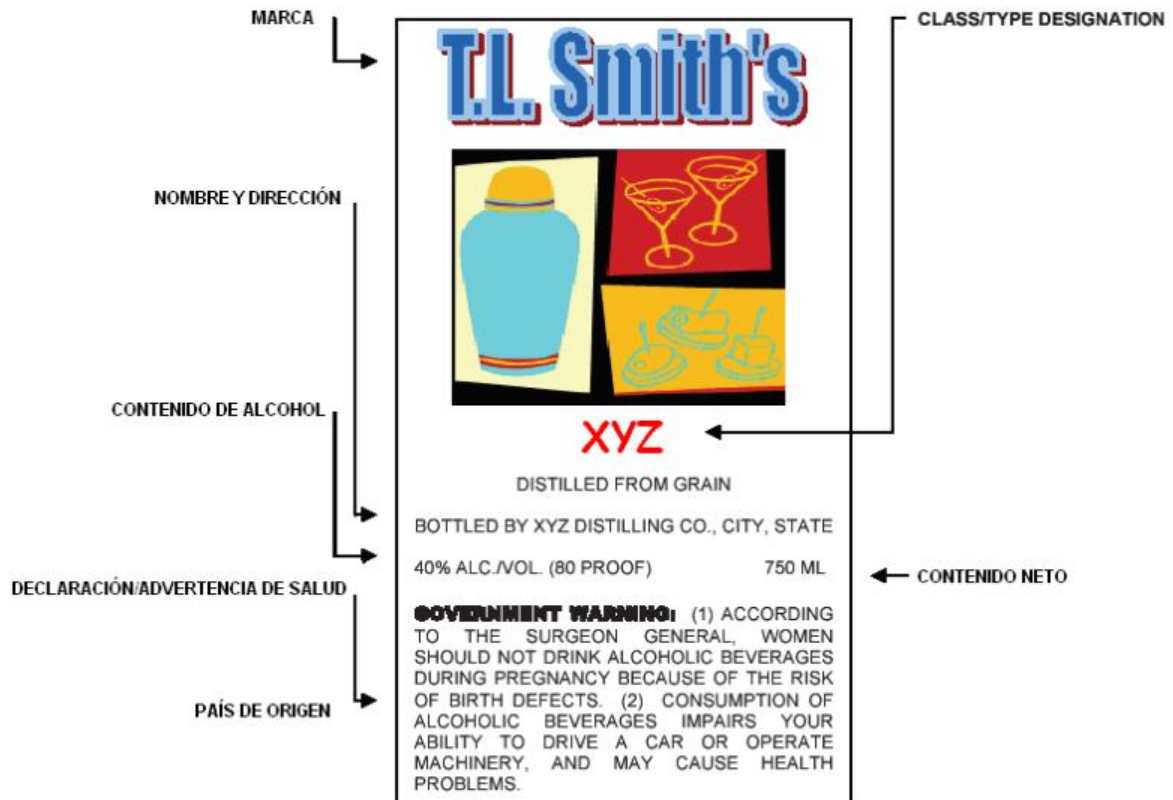 MARCA
CLASS/TYPE DESIGNATION
T.L. Smith's
NOMBRE Y DIRECCIÓN
CONTENIDO DE ALCOHOL
XYZ
DISTILLED FROM GRAIN
BOTTLED BY XYZ DISTILLING CO., CITY, STATE
40% ALC./VOL. (80 PROOF) 750 ML
CONTENIDO NETO
DECLARACIÓN/ADVERTENCIA DE SALUD
GOVERNMENT WARNING: (1) ACCORDING
TO THE SURGEON GENERAL, WOMEN
SHOULD NOT DRINK ALCOHOLIC BEVERAGES
DURING PREGNANCY BECAUSE OF THE RISK
OF BIRTH DEFECTS. (2) CONSUMPTION OF
ALCOHOLIC BEVERAGES IMPAIRS YOUR
ABILITY TO DRIVE A CAR OR OPERATE
MACHINERY, AND MAY CAUSE HEALTH
PROBLEMS.
PAÍS DE ORIGEN